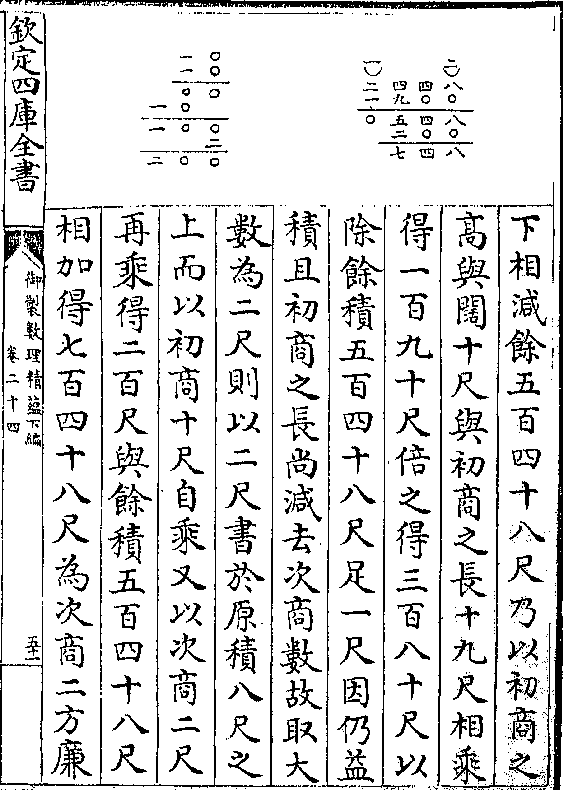 (一) (二)
二四四八
一九〇〇
〇五四八
二〇〇
七四八
一〇
一〇
〇〇
一〇
一〇〇
二
二〇〇
下相減餘五百四十八尺乃以初商之
髙與闊十尺與初商之長十九尺相乘
得一百九十尺倍之得三百八十尺以
除餘積五百四十八尺足一尺因仍益
積且初商之長尚減去次商數故取大
數為二尺則以二尺書於原積八尺之
上而以初商十尺自乘又以次商二尺
再乘得二百尺與餘積五百四十八尺
相加得七百四十八尺為次商二方廉
欽定四庫全書
御製數理精藴下編
卷二十四